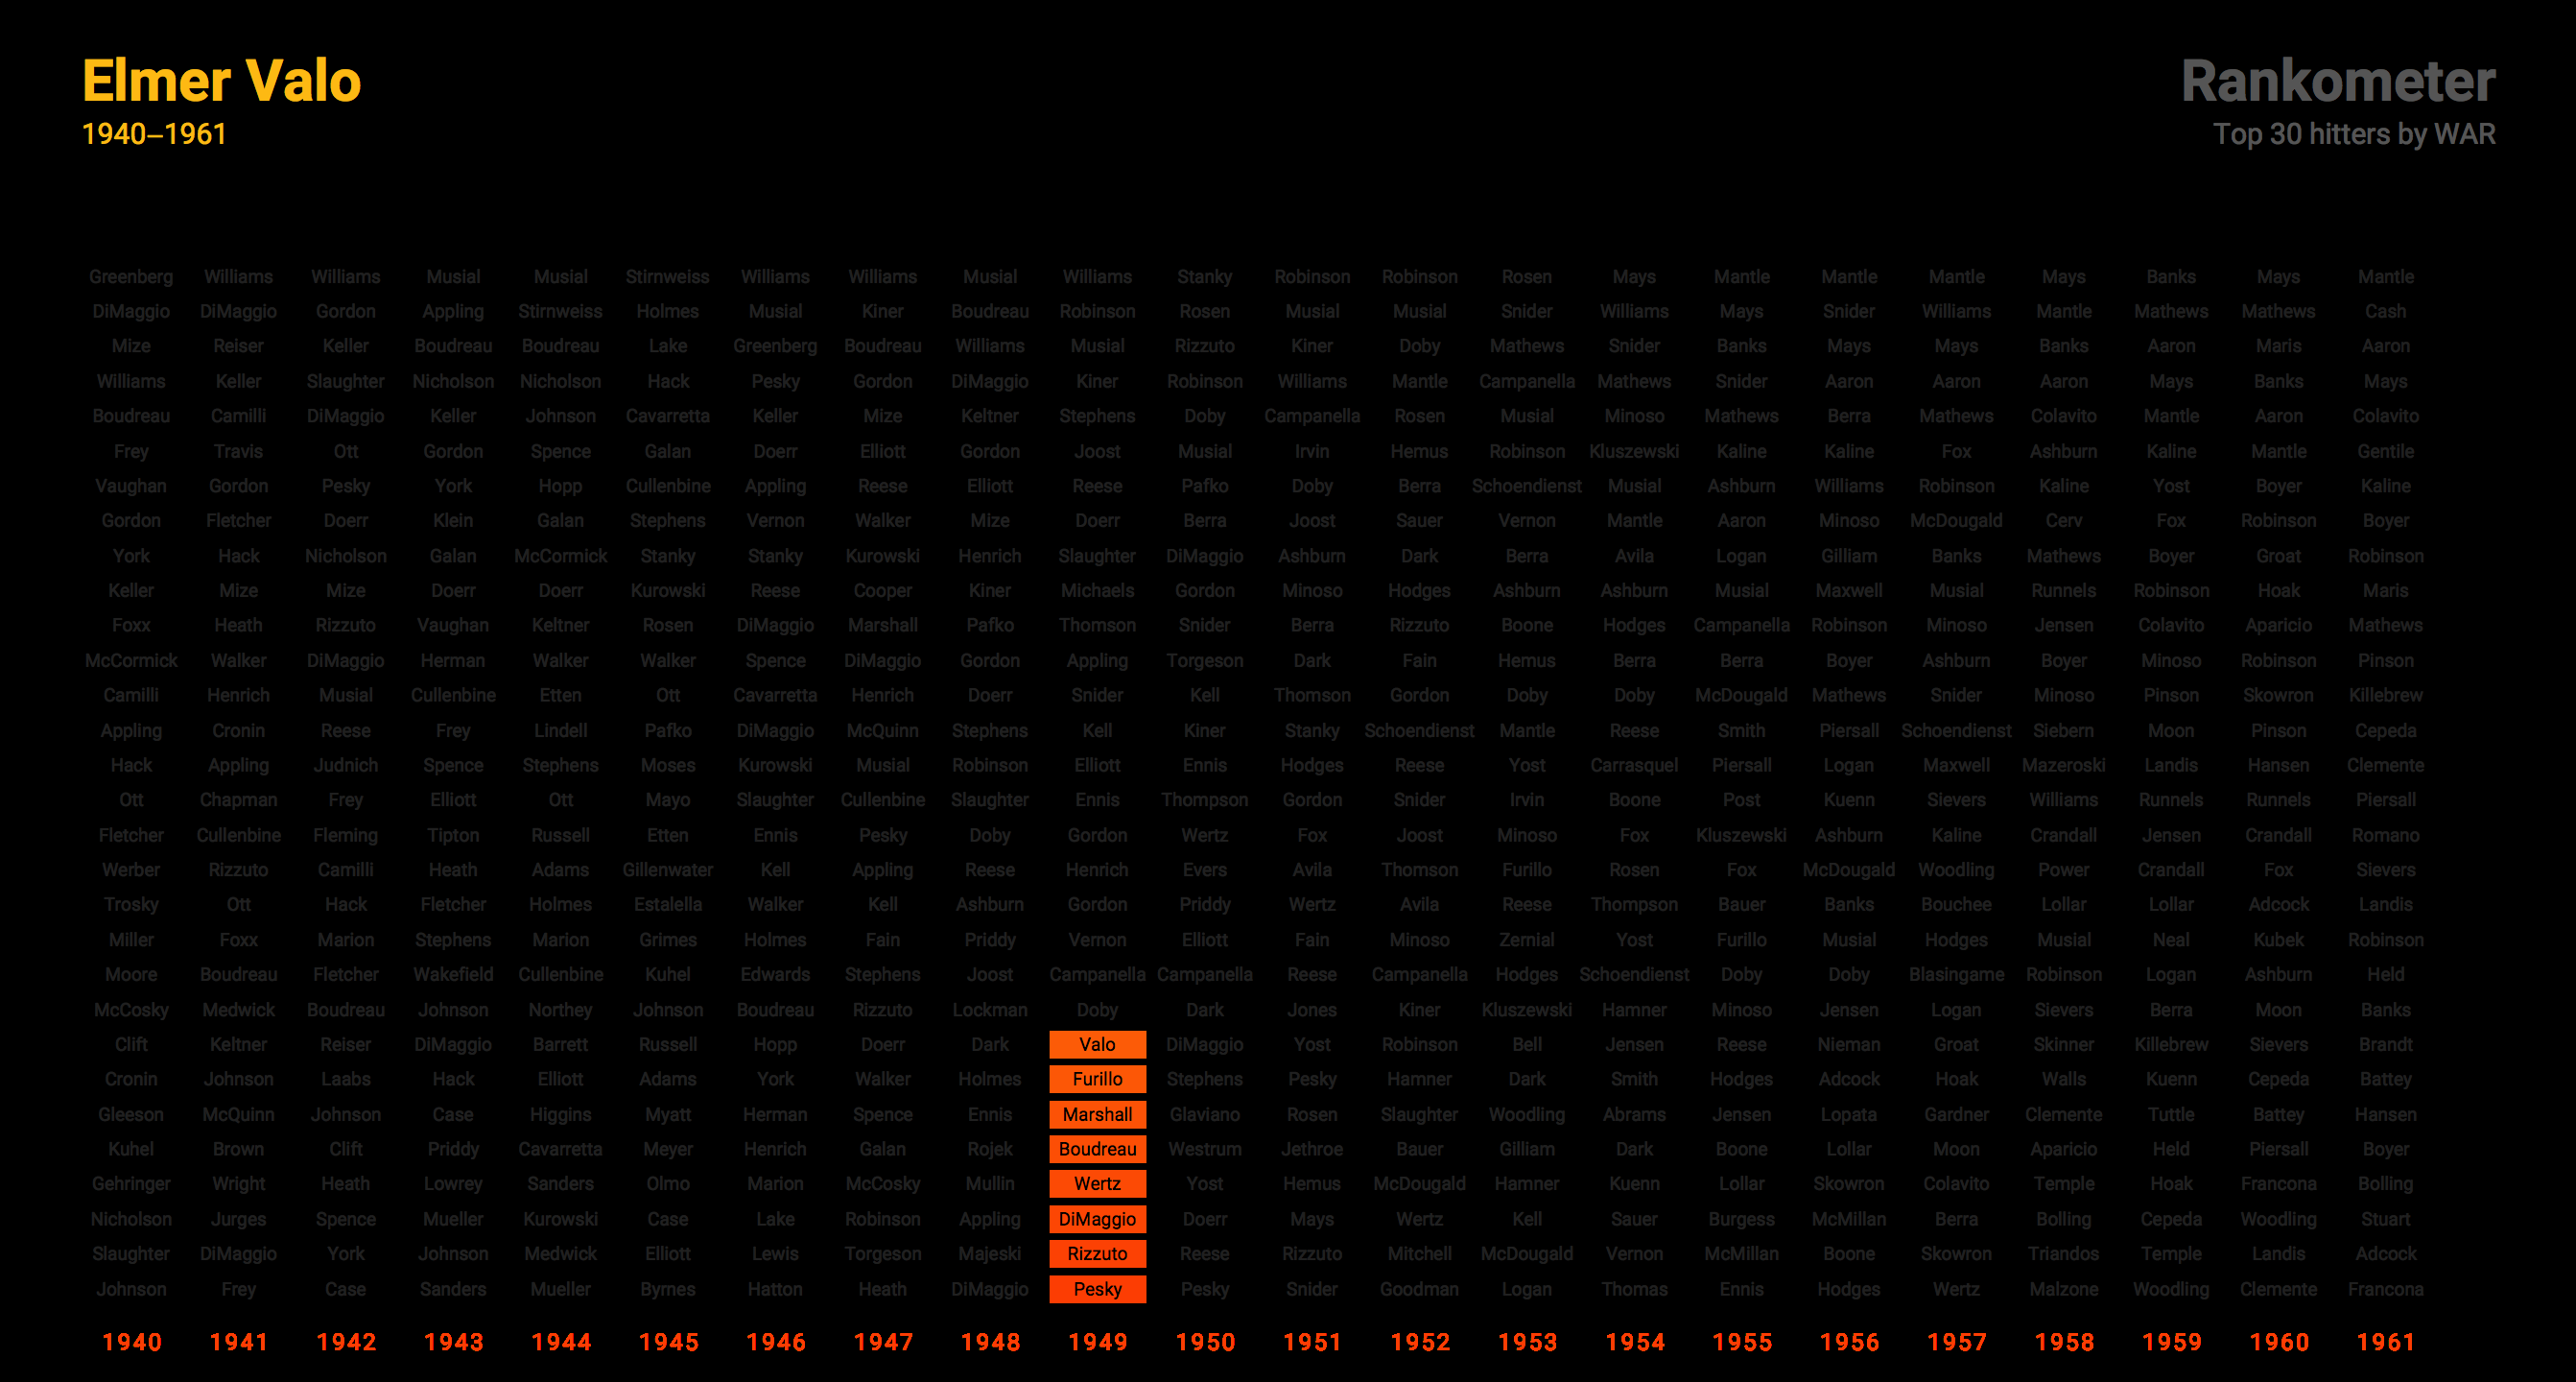 Elmer Valo
1940–1961
Rankometer
Top 30 hitters by WAR
Greenberg Williams Williams Musial Musial Stirnweiss Williams Williams Musial Williams Stanky Robinson Robinson Rosen Mays Mantle Mantle Mantle Mays Banks Mays Mantle
DiMaggio DiMaggio Gordon Appling Stirnweiss Holmes Musial Kiner Boudreau Robinson Rosen Musial Musial Snider Williams Mays Snider Williams Mantle Mathews Mathews Cash
Mize Reiser Keller Boudreau Boudreau Lake Greenberg Boudreau Williams Musial Rizzuto Kiner Doby Mathews Snider Banks Mays Mays Banks Aaron Maris Aaron
Williams Keller Slaughter Nicholson Nicholson Hack Pesky Gordon DiMaggio Kiner Robinson Williams Mantle Campanella Mathews Snider Aaron Aaron Aaron Mays Banks Mays
Boudreau Camilli DiMaggio Keller Johnson Cavarretta Keller Mize Keltner Stephens Doby Campanella Rosen Musial Minoso Mathews Berra Mathews Colavito Mantle Aaron Colavito
Frey Travis Ott Gordon Spence Galan Doerr Elliott Gordon Joost Musial Irvin Hemus Robinson Kluszewski Kaline Kaline Fox Ashburn Kaline Mantle Gentile
Vaughan Gordon Pesky York Hopp Cullenbine Appling Reese Elliott Reese Pafko Doby Berra Schoendienst Musial Ashburn Williams Robinson Kaline Yost Boyer Kaline
Gordon Fletcher Doerr Klein Galan Stephens Vernon Walker Mize Doerr Berra Joost Sauer Vernon Mantle Aaron Minoso McDougald Cerv Fox Robinson Boyer
York Hack Nicholson Galan McCormick Stanky Stanky Kurowski Henrich Slaughter DiMaggio Ashburn Dark Berra Avila Logan Gilliam Banks Mathews Boyer Groat Robinson
Keller Mize Mize Doerr Doerr Kurowski Reese Cooper Kiner Michaels Gordon Minoso Hodges Ashburn Ashburn Musial Maxwell Musial Runnels Robinson Hoak Maris
Foxx Heath Rizzuto Vaughan Keltner Rosen DiMaggio Marshall Pafko Thomson Snider Berra Rizzuto Boone Hodges Campanella Robinson Minoso Jensen Colavito Aparicio Mathews
McCormick Walker DiMaggio Herman Walker Walker Spence DiMaggio Gordon Appling Torgeson Dark Fain Hemus Berra Berra Boyer Ashburn Boyer Minoso Robinson Pinson
Camilli Henrich Musial Cullenbine Etten Ott Cavarretta Henrich Doerr Snider Kell Thomson Gordon Doby Doby McDougald Mathews Snider Minoso Pinson Skowron Killebrew
Appling Cronin Reese Frey Lindell Pafko DiMaggio McQuinn Stephens Kell Kiner Stanky Schoendienst Mantle Reese Smith Piersall Schoendienst Siebern Moon Pinson Cepeda
Hack Appling Judnich Spence Stephens Moses Kurowski Musial Robinson Elliott Ennis Hodges Reese Yost Carrasquel Piersall Logan Maxwell Mazeroski Landis Hansen Clemente
Ott Chapman Frey Elliott Ott Mayo Slaughter Cullenbine Slaughter Ennis Thompson Gordon Snider Irvin Boone Post Kuenn Sievers Williams Runnels Runnels Piersall
Fletcher Cullenbine Fleming Tipton Russell Etten Ennis Pesky Doby Gordon Wertz Fox Joost Minoso Fox Kluszewski Ashburn Kaline Crandall Jensen Crandall Romano
Werber Rizzuto Camilli Heath Adams Gillenwater Kell Appling Reese Henrich Evers Avila Thomson Furillo Rosen Fox McDougald Woodling Power Crandall Fox Sievers
Trosky Ott Hack Fletcher Holmes Estalella Walker Kell Ashburn Gordon Priddy Wertz Avila Reese Thompson Bauer Banks Bouchee Lollar Lollar Adcock Landis
Miller Foxx Marion Stephens Marion Grimes Holmes Fain Priddy Vernon Elliott Fain Minoso Zernial Yost Furillo Musial Hodges Musial Neal Kubek Robinson
Moore Boudreau Fletcher Wakefield Cullenbine Kuhel Edwards Stephens Joost Campanella Campanella Reese Campanella Hodges Schoendienst Doby Doby Blasingame Robinson Logan Ashburn Held
McCosky Medwick Boudreau Johnson Northey Johnson Boudreau Rizzuto Lockman Doby Dark Jones Kiner Kluszewski Hamner Minoso Jensen Logan Sievers Berra Moon Banks
Clift Keltner Reiser DiMaggio Barrett Russell Hopp Doerr Dark Valo DiMaggio Yost Robinson Bell Jensen Reese Nieman Groat Skinner Killebrew Sievers Brandt
Cronin Johnson Laabs Hack Elliott Adams York Walker Holmes Furillo Stephens Pesky Hamner Dark Smith Hodges Adcock Hoak Walls Kuenn Cepeda Battey
Gleeson McQuinn Johnson Case Higgins Myatt Herman Spence Ennis Marshall Glaviano Rosen Slaughter Woodling Abrams Jensen Lopata Gardner Clemente Tuttle Battey Hansen
Kuhel Brown Clift Priddy Cavarretta Meyer Henrich Galan Rojek Boudreau Westrum Jethroe Bauer Gilliam Dark Boone Lollar Moon Aparicio Held Piersall Boyer
Gehringer Wright Heath Lowrey Sanders Olmo Marion McCosky Mullin Wertz Yost Hemus McDougald Hamner Kuenn Lollar Skowron Colavito Temple Hoak Francona Bolling
Nicholson Jurges Spence Mueller Kurowski Case Lake Robinson Appling DiMaggio Doerr Mays Wertz Kell Sauer Burgess McMillan Berra Bolling Cepeda Woodling Stuart
Slaughter DiMaggio York Johnson Medwick Elliott Lewis Torgeson Majeski Rizzuto Reese Rizzuto Mitchell McDougald Vernon McMillan Boone Skowron Triandos Temple Landis Adcock
Johnson Frey Case Sanders Mueller Byrnes Hatton Heath DiMaggio Pesky Pesky Snider Goodman Logan Thomas Ennis Hodges Wertz Malzone Woodling Clemente Francona
1940 1941 1942 1943 1944 1945 1946 1947 1948 1949 1950 1951 1952 1953 1954 1955 1956 1957 1958 1959 1960 1961